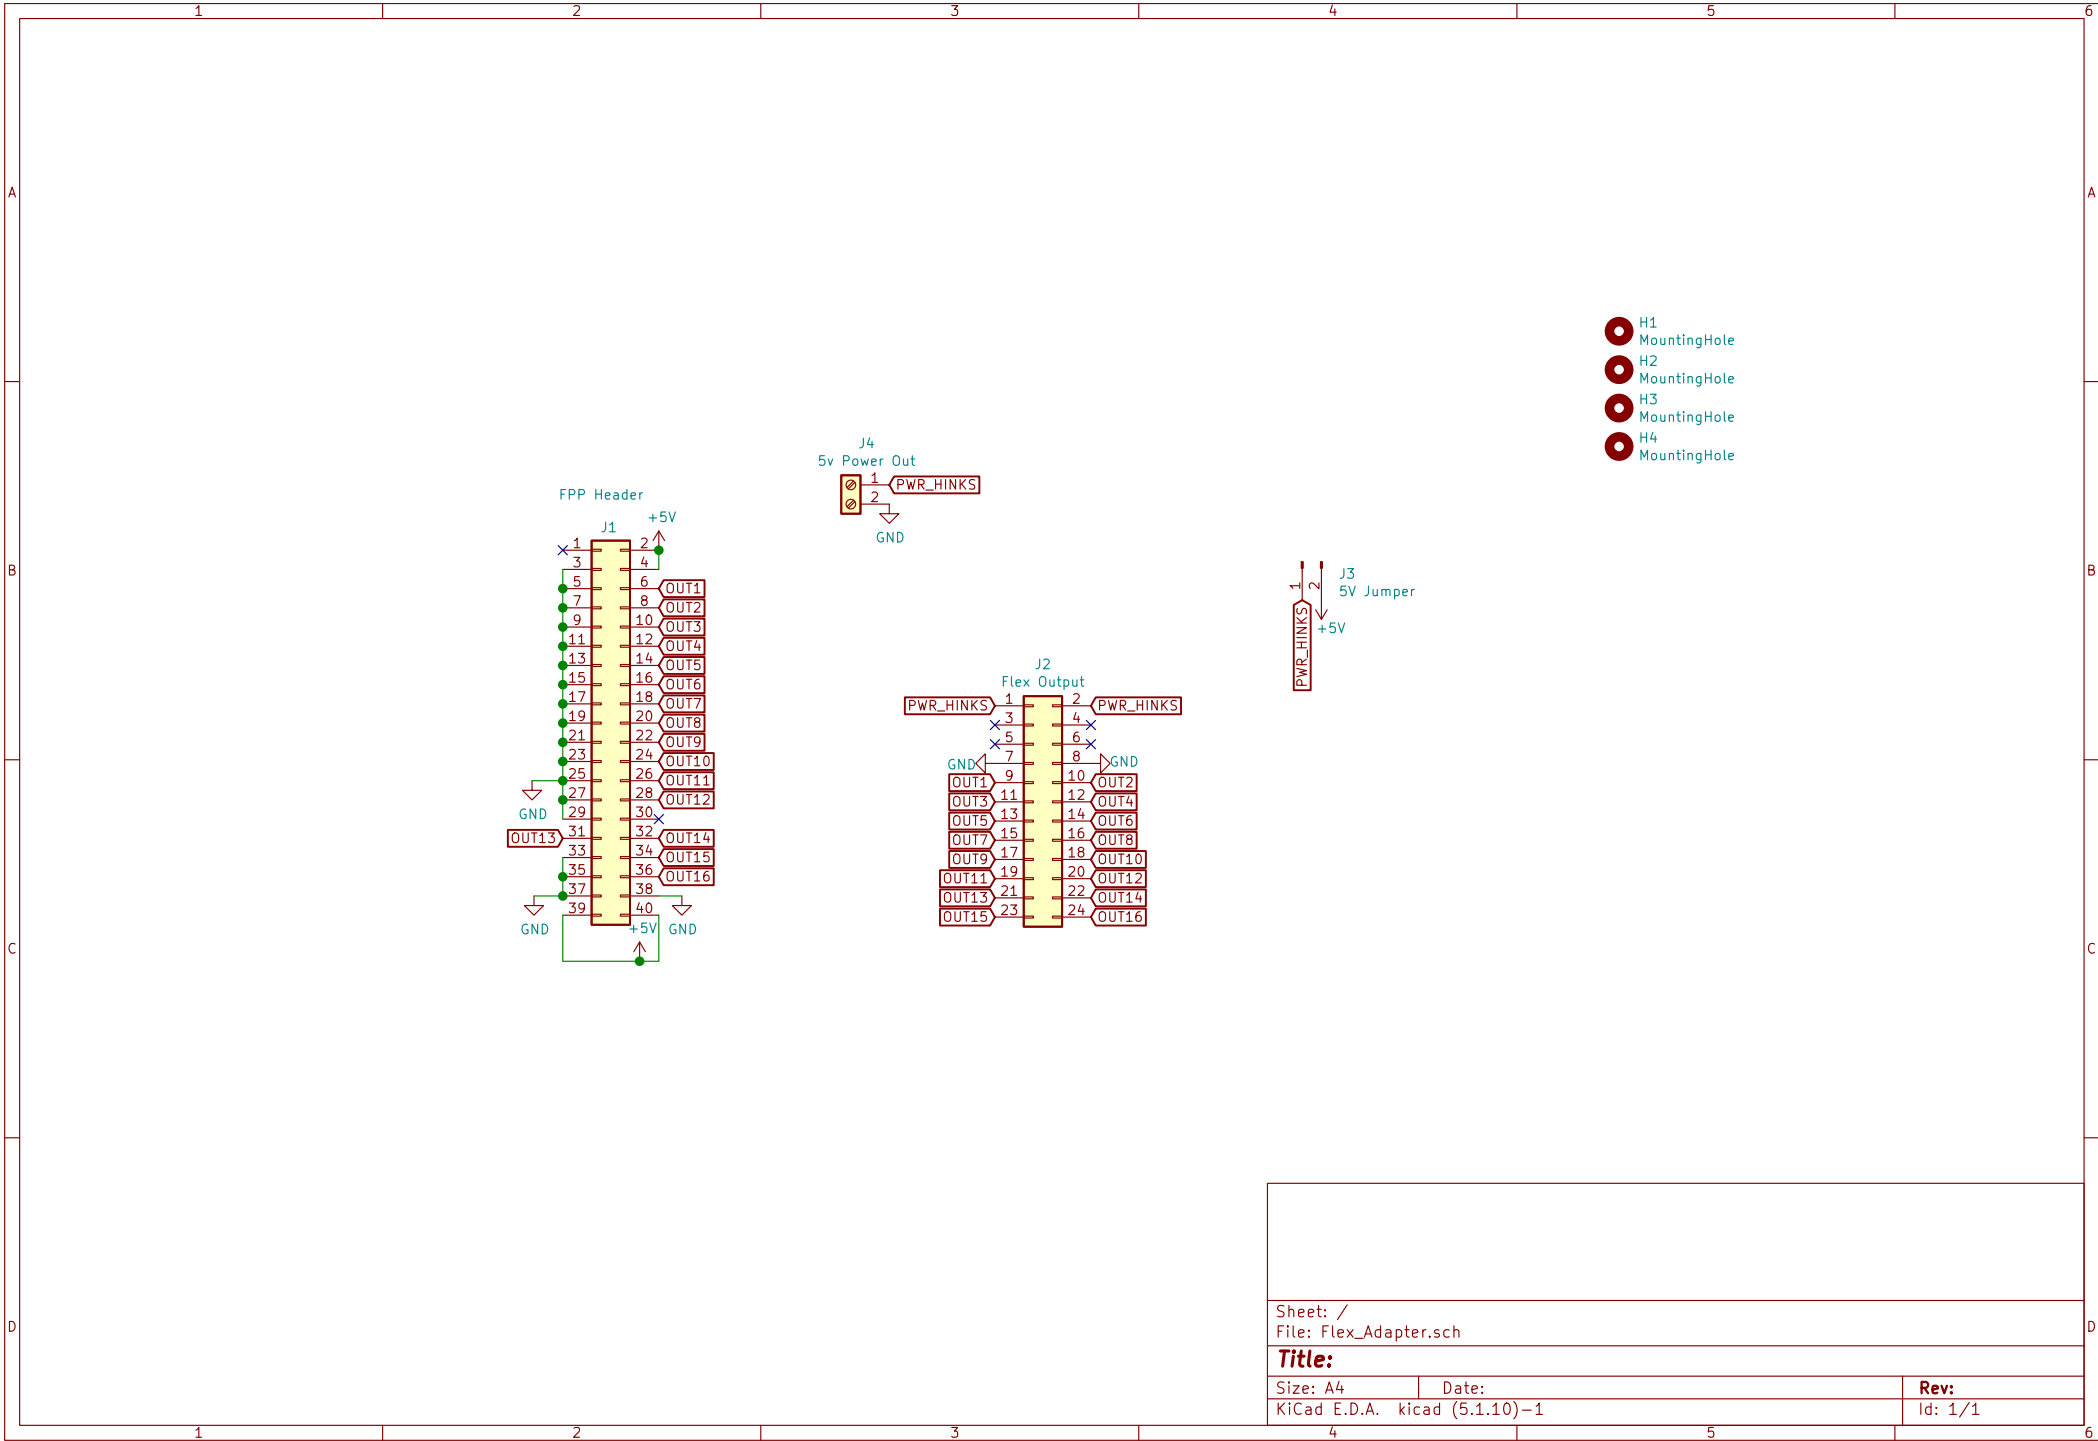 1 2 3 4 5 6
A A
H1
MountingHole
H2
MountingHole
H3
MountingHole
H4
MountingHole
J4
5v Power Out
1 PWR_HINKS
2
GND
FPP Header
+5V
J1
1 2
3 4
5 6 OUT1
7 8 OUT2
9 10 OUT3
11 12 OUT4
13 14 OUT5
15 16 OUT6
17 18 OUT7
19 20 OUT8
21 22 OUT9
23 24 OUT10
25 26 OUT11
27 28 OUT12
GND
29 30
OUT13 31 32 OUT14
33 34 OUT15
35 36 OUT16
37 38
39 40
GND +5V GND
B B
J3
5V Jumper
1 2
+5V
PWR_HINKS
J2
Flex Output
PWR_HINKS 1 2 PWR_HINKS
3 4
5 6
GND 7 8 GND
OUT1 9 10 OUT2
OUT3 11 12 OUT4
OUT5 13 14 OUT6
OUT7 15 16 OUT8
OUT9 17 18 OUT10
OUT11 19 20 OUT12
OUT13 21 22 OUT14
OUT15 23 24 OUT16
C C
D D
Sheet: /
File: Flex_Adapter.sch
Title:
Size: A4 Date: Rev:
KiCad E.D.A. kicad (5.1.10)-1 Id: 1/1
1 2 3 4 5 6